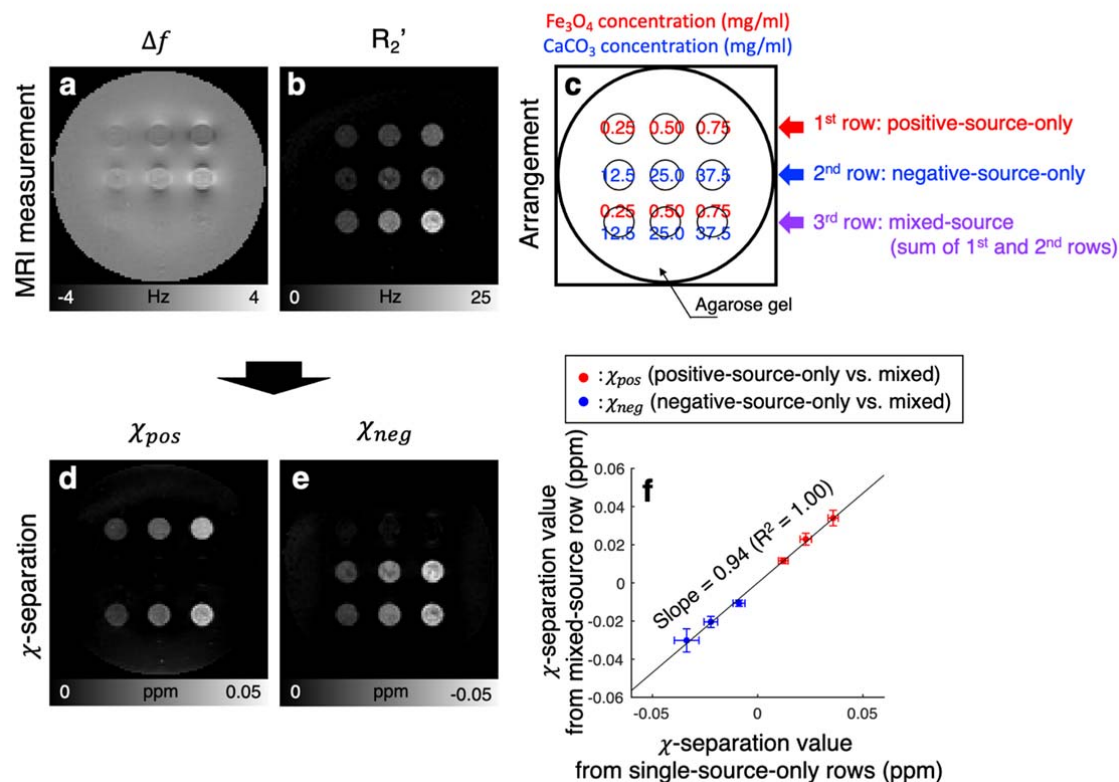 Δf
R₂'
Fe₃O₄ concentration (mg/ml)
CaCO₃ concentration (mg/ml)
MRI measurement
a
-4 Hz 4
b
0 Hz 25
Arrangement
c
0.25 0.50 0.75
12.5 25.0 37.5
0.25 0.50 0.75
12.5 25.0 37.5
Agarose gel
1st row: positive-source-only
2nd row: negative-source-only
3rd row: mixed-source
(sum of 1st and 2nd rows)
χpos
χneg
χ-separation
d
0 ppm 0.05
e
0 ppm -0.05
: χpos (positive-source-only vs. mixed)
: χneg (negative-source-only vs. mixed)
f
Slope = 0.94 (R² = 1.00)
χ-separation value
from mixed-source row (ppm)
0.06
0.04
0.02
0
-0.02
-0.04
-0.06
-0.05 0 0.05
χ-separation value
from single-source-only rows (ppm)